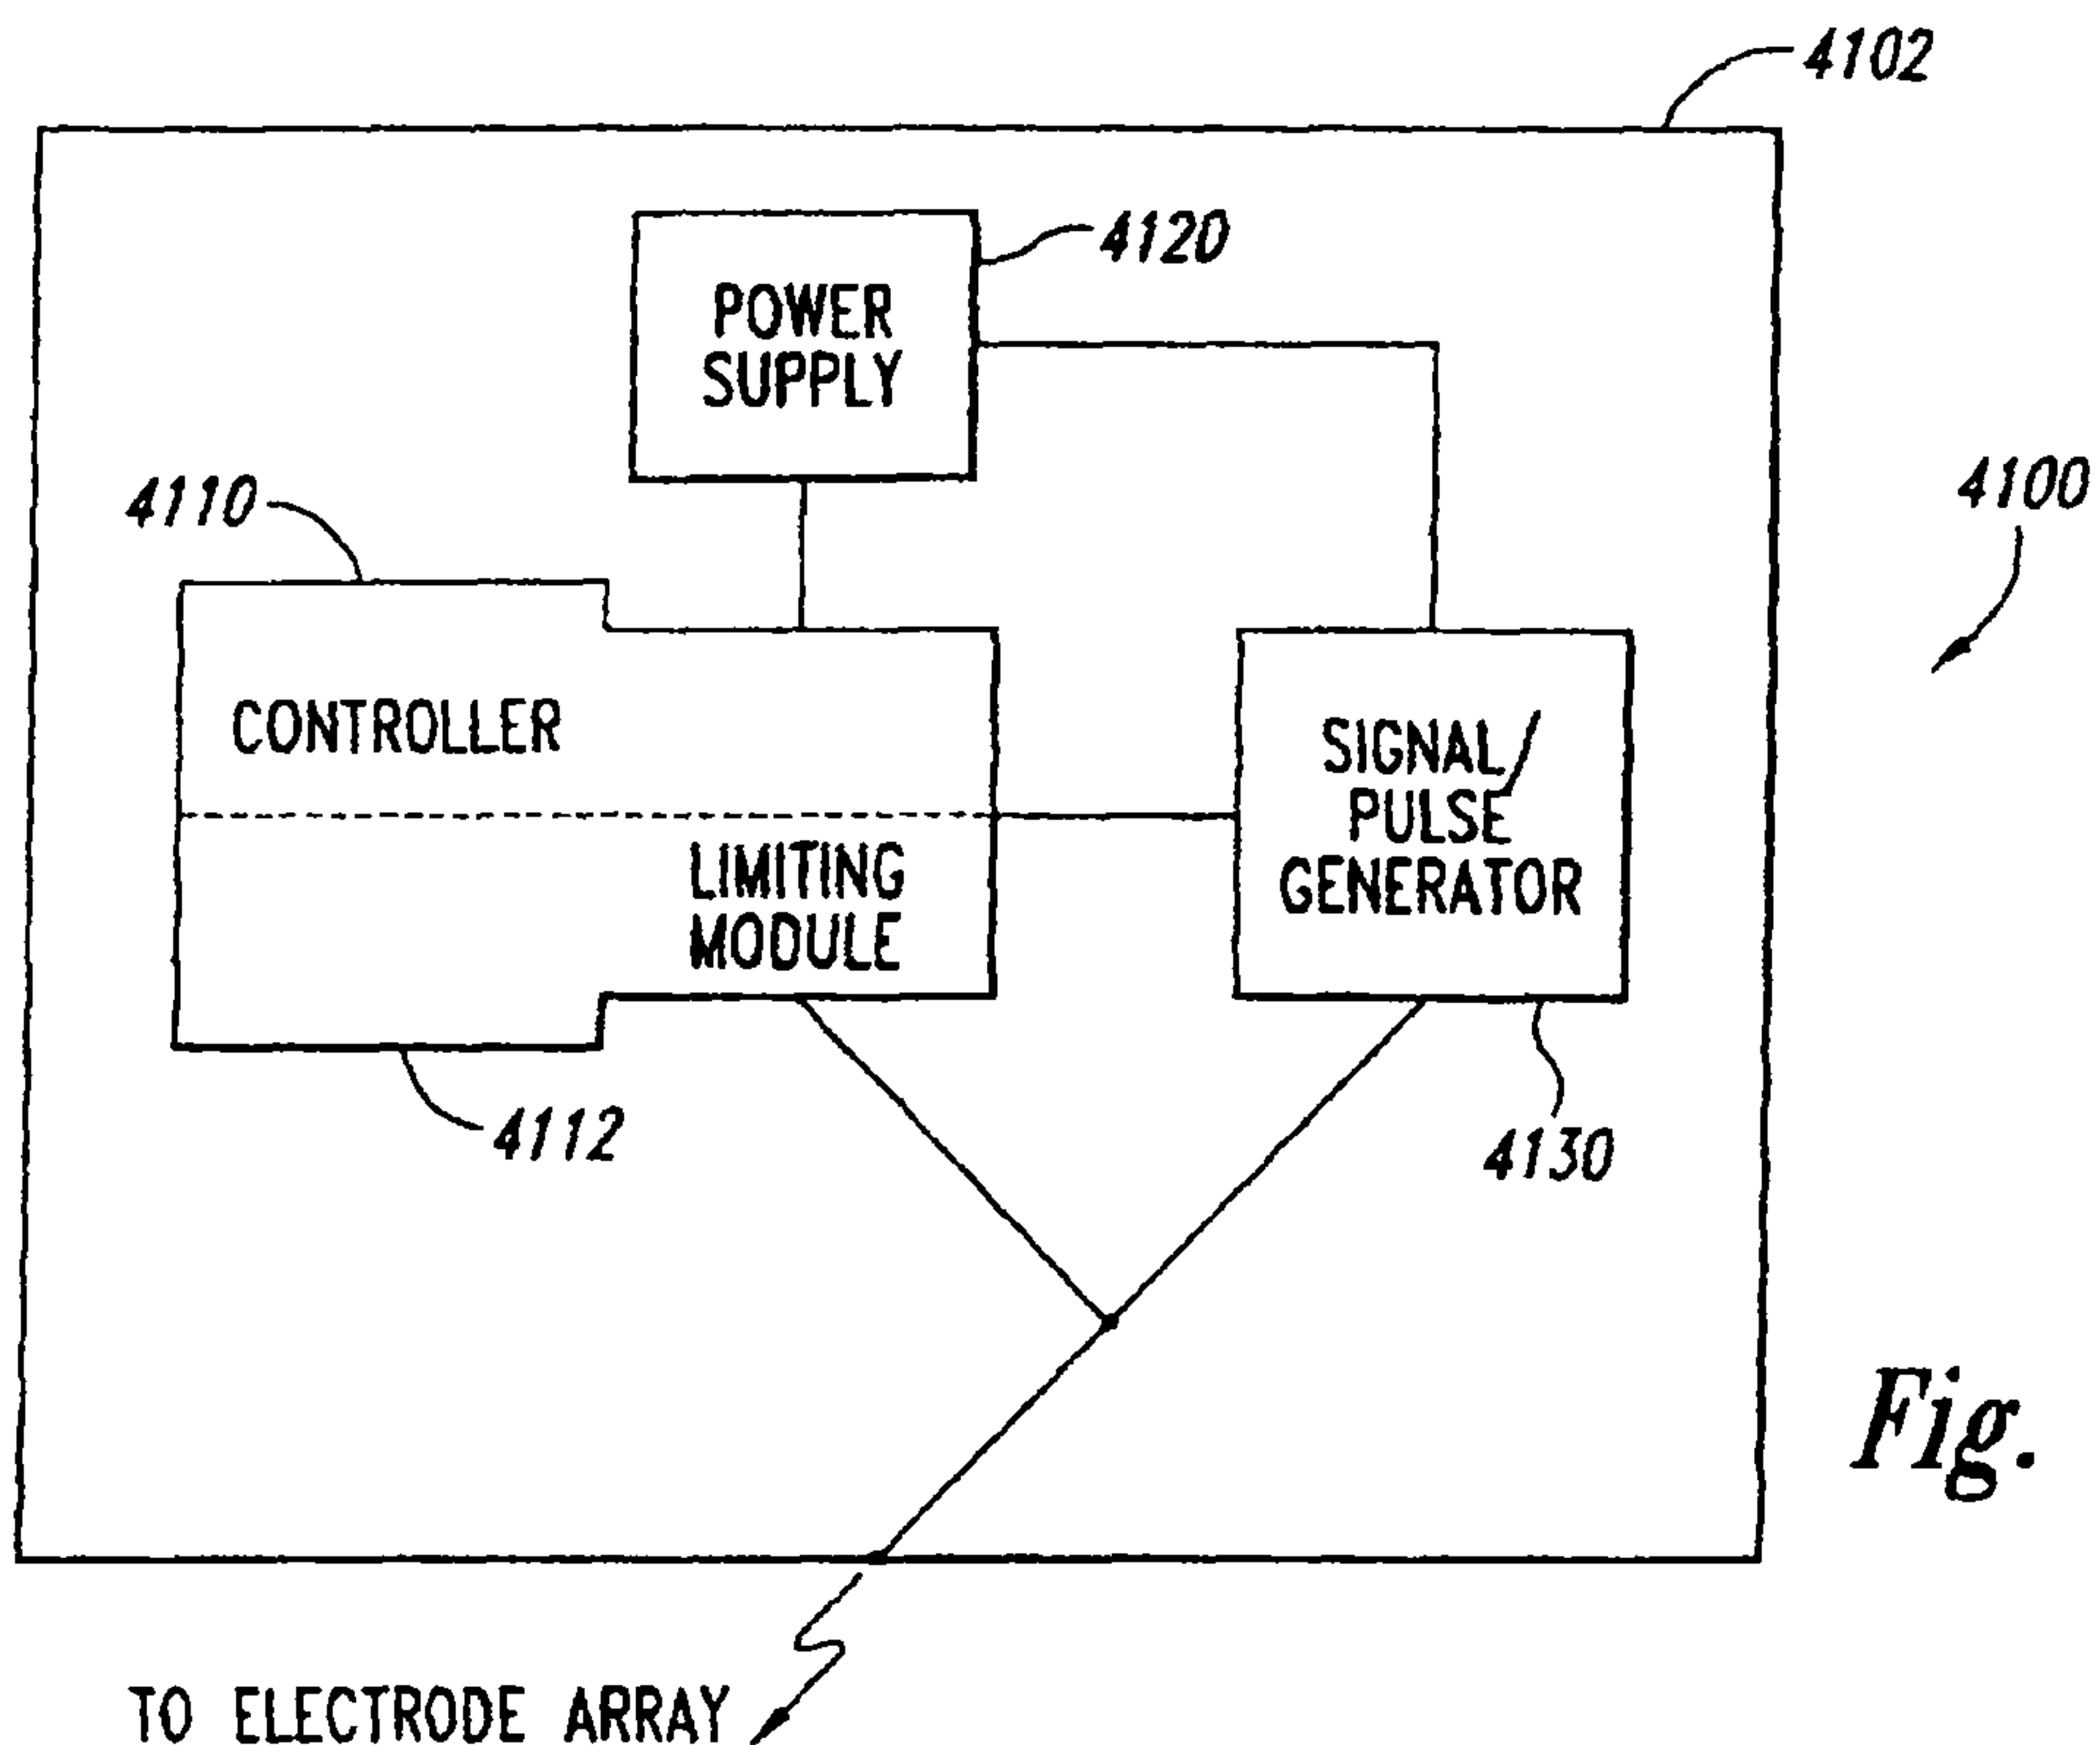 4102
4120
POWER
SUPPLY
4110
4100
CONTROLLER
SIGNAL/
PULSE
GENERATOR
LIMITING
MODULE
4112
4130
Fig.
TO ELECTRODE ARRAY